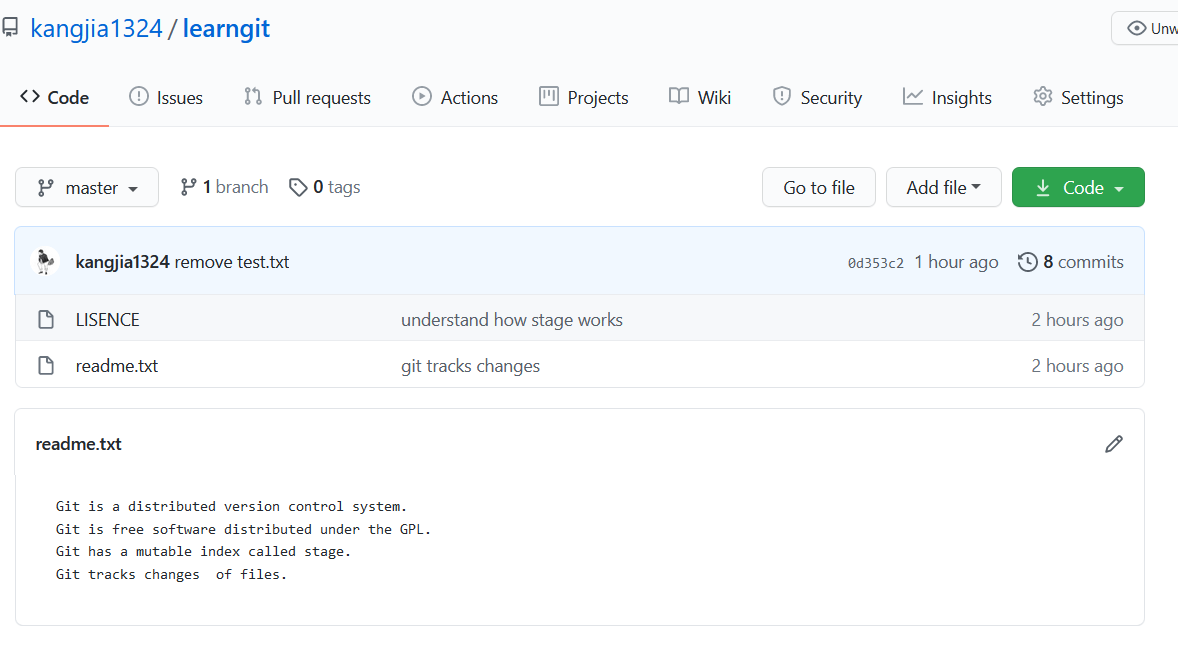 kangjia1324 / learngit
Unw
Code Issues Pull requests Actions Projects Wiki Security Insights Settings
master 1 branch 0 tags Go to file Add file Code
kangjia1324 remove test.txt 0d353c2 1 hour ago 8 commits
LISENCE understand how stage works 2 hours ago
readme.txt git tracks changes 2 hours ago
readme.txt
Git is a distributed version control system.
Git is free software distributed under the GPL.
Git has a mutable index called stage.
Git tracks changes  of files.